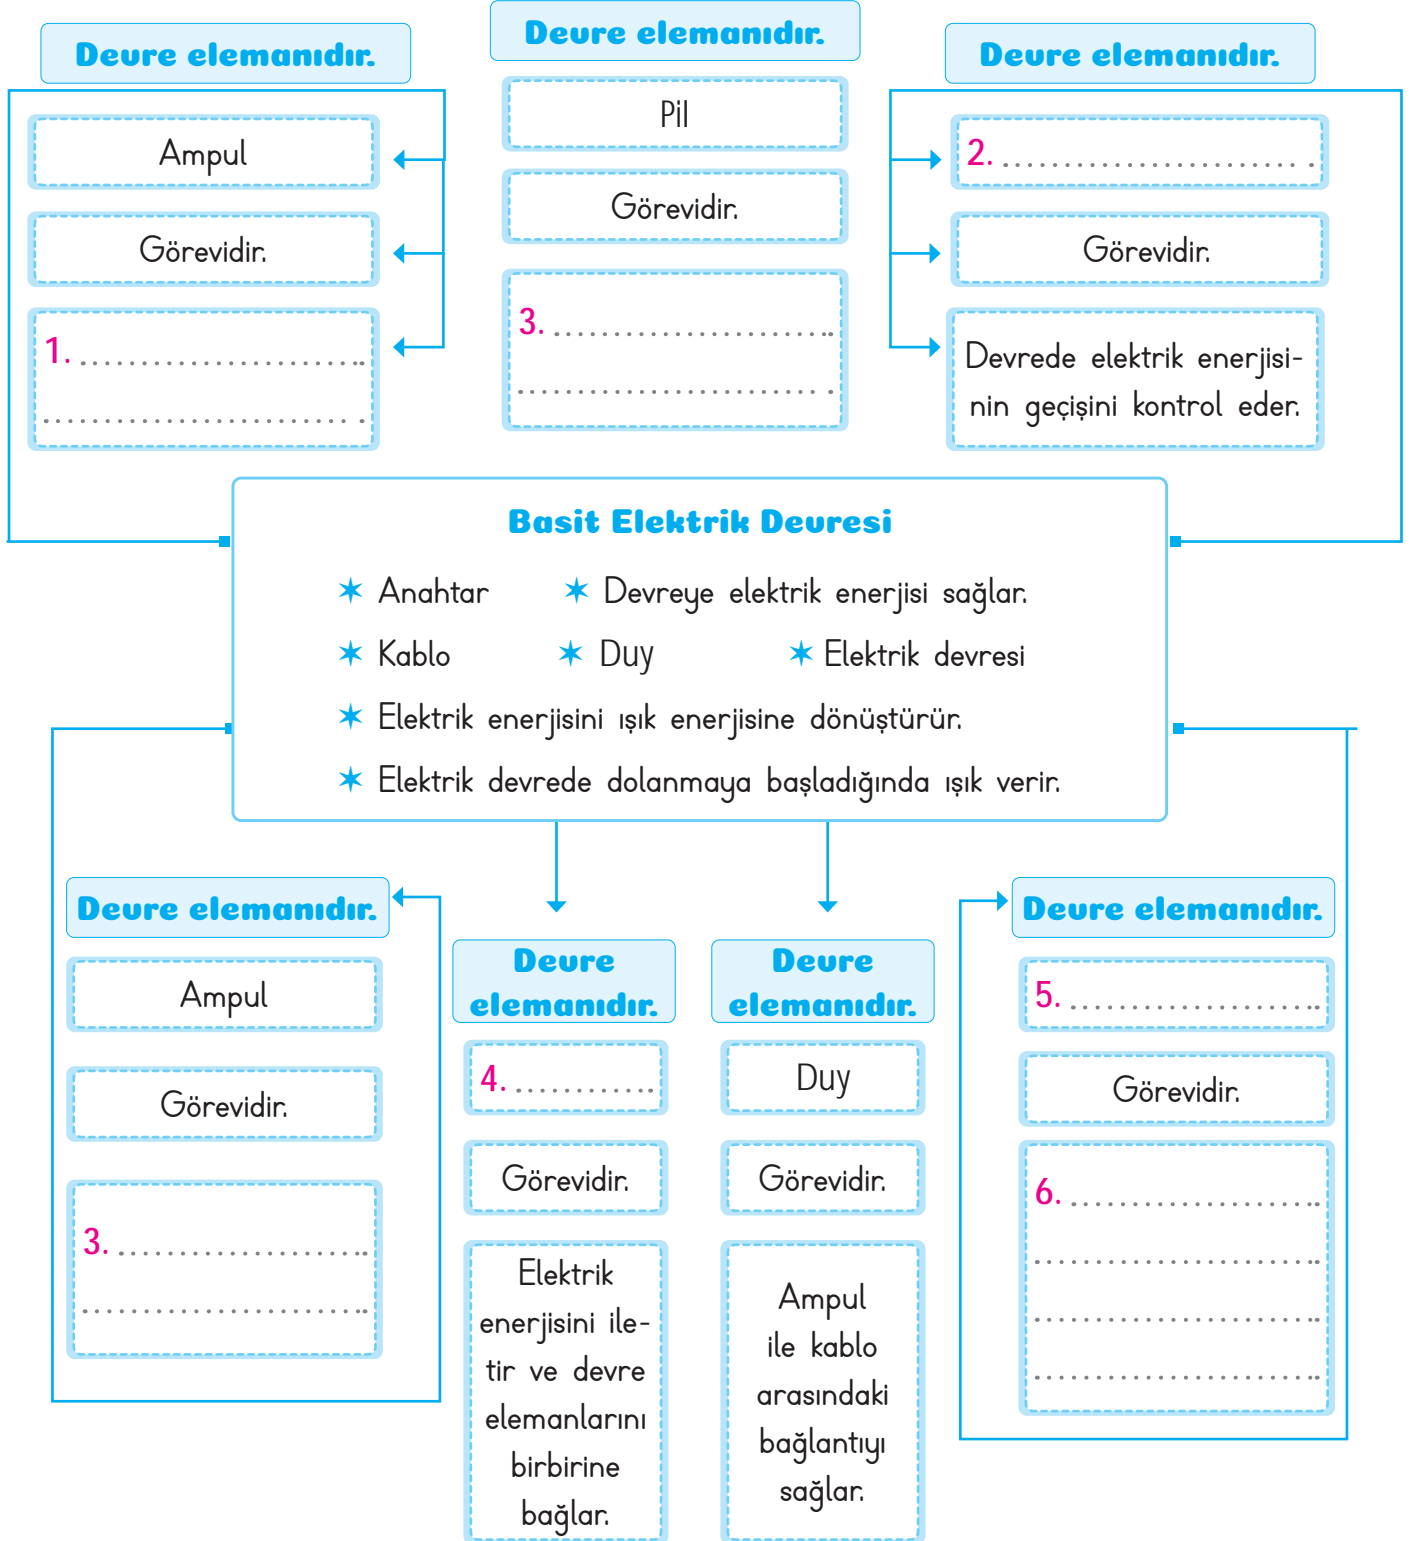 Devre elemanıdır.
Ampul
Görevidir.
1. ..............................
..............................
Devre elemanıdır.
Pil
Görevidir.
3. ..............................
..............................
Devre elemanıdır.
2. ..............................
Görevidir.
Devrede elektrik enerjisi-
nin geçişini kontrol eder.
Basit Elektrik Devresi
✶ Anahtar ✶ Devreye elektrik enerjisi sağlar.
✶ Kablo ✶ Duy ✶ Elektrik devresi
✶ Elektrik enerjisini ışık enerjisine dönüştürür.
✶ Elektrik devrede dolanmaya başladığında ışık verir.
Devre elemanıdır.
Ampul
Görevidir.
3. ..............................
..............................
Devre
elemanıdır.
4. ..............
Görevidir.
Elektrik
enerjisini ile-
tir ve devre
elemanlarını
birbirine
bağlar.
Devre
elemanıdır.
Duy
Görevidir.
Ampul
ile kablo
arasındaki
bağlantıyı
sağlar.
Devre elemanıdır.
5. ..............................
Görevidir.
6. ..............................
..............................
..............................
..............................